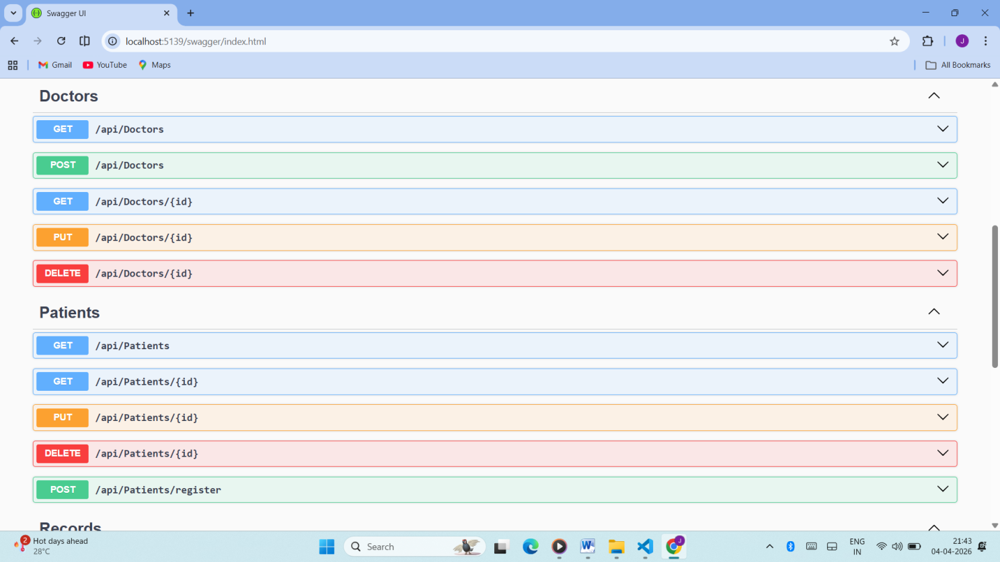 Swagger UI
localhost:5139/swagger/index.html
J
Gmail
YouTube
Maps
All Bookmarks
Doctors
GET /api/Doctors
POST /api/Doctors
GET /api/Doctors/{id}
PUT /api/Doctors/{id}
DELETE /api/Doctors/{id}
Patients
GET /api/Patients
GET /api/Patients/{id}
PUT /api/Patients/{id}
DELETE /api/Patients/{id}
POST /api/Patients/register
Records
2
Hot days ahead
28°C
Search
W
J
ENG
IN
21:43
04-04-2026